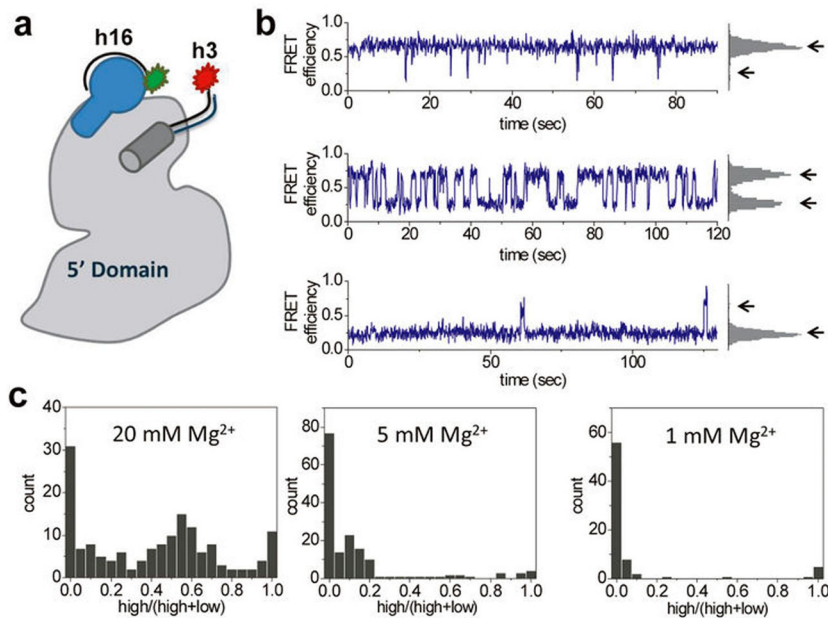 a
h16
h3
5' Domain
b
FRET
efficiency
1.0
0.5
0.0
0
20
40
60
80
time (sec)
FRET
efficiency
1.0
0.5
0.0
0
20
40
60
80
100
120
time (sec)
FRET
efficiency
1.0
0.5
0.0
0
50
100
time (sec)
c
20 mM Mg²⁺
count
40
30
20
10
0
0.0 0.2 0.4 0.6 0.8 1.0
high/(high+low)
5 mM Mg²⁺
count
80
60
40
20
0
0.0 0.2 0.4 0.6 0.8 1.0
high/(high+low)
1 mM Mg²⁺
count
60
40
20
0
0.0 0.2 0.4 0.6 0.8 1.0
high/(high+low)